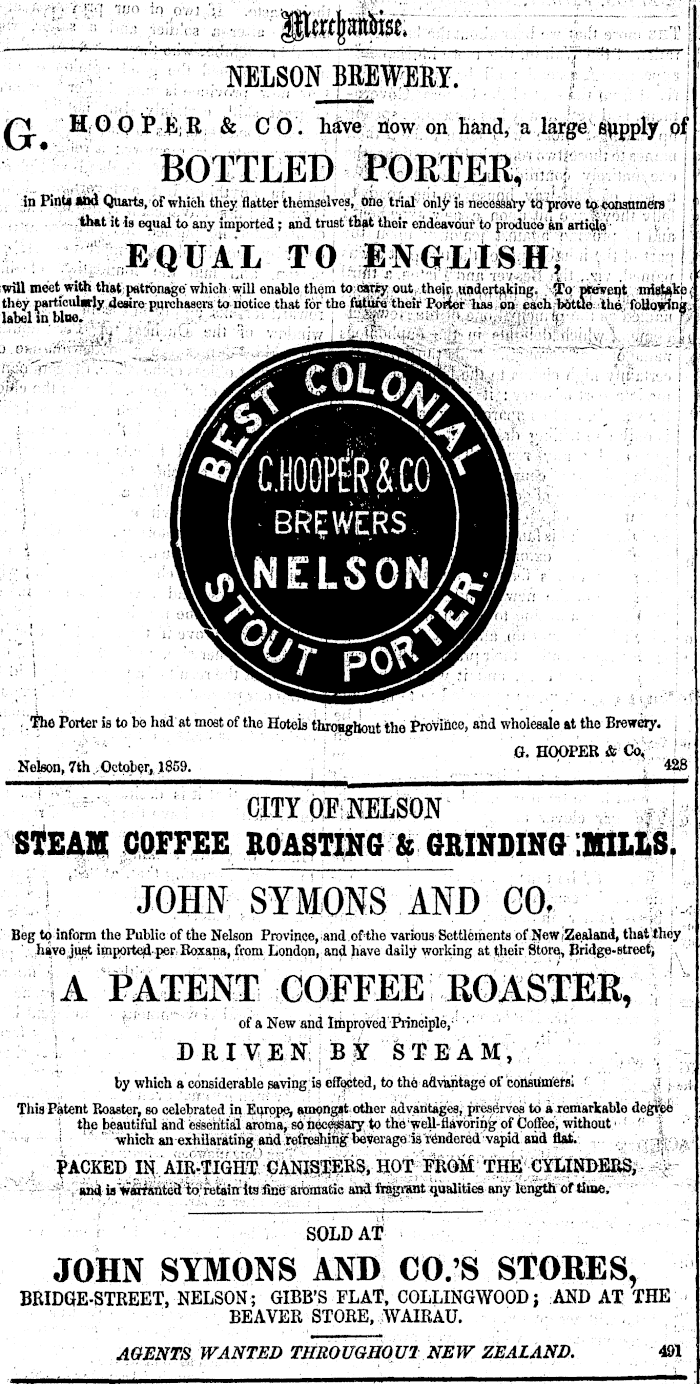 Merchandise.
NELSON BREWERY.
G. HOOPER & CO. have now on hand, a large supply of
BOTTLED PORTER,
in Pints and Quarts, of which they flatter themselves, one trial only is necessary to prove to consumers
that it is equal to any imported; and trust that their endeavour to produce an article
EQUAL TO ENGLISH,
will meet with that patronage which will enable them to carry out their undertaking. To prevent mistake
they particularly desire purchasers to notice that for the future their Porter has on each bottle the following
label in blue.
BEST COLONIAL
G.HOOPER & CO
BREWERS
NELSON
STOUT PORTER.
The Porter is to be had at most of the Hotels throughout the Province, and wholesale at the Brewery.
G. HOOPER & Co,
Nelson, 7th October, 1859. 428
CITY OF NELSON
STEAM COFFEE ROASTING & GRINDING MILLS.
JOHN SYMONS AND CO.
Beg to inform the Public of the Nelson Province, and of the various Settlements of New Zealand, that they
have just imported per Roxana, from London, and have daily working at their Store, Bridge-street,
A PATENT COFFEE ROASTER,
of a New and Improved Principle,
DRIVEN BY STEAM,
by which a considerable saving is effected, to the advantage of consumers.
This Patent Roaster, so celebrated in Europe, amongst other advantages, preserves to a remarkable degree
the beautiful and essential aroma, so necessary to the well-flavoring of Coffee, without
which an exhilarating and refreshing beverage is rendered vapid and flat.
PACKED IN AIR-TIGHT CANISTERS, HOT FROM THE CYLINDERS,
and is warranted to retain its fine aromatic and fragrant qualities any length of time.
SOLD AT
JOHN SYMONS AND CO.'S STORES,
BRIDGE-STREET, NELSON; GIBB'S FLAT, COLLINGWOOD; AND AT THE
BEAVER STORE, WAIRAU.
AGENTS WANTED THROUGHOUT NEW ZEALAND. 491